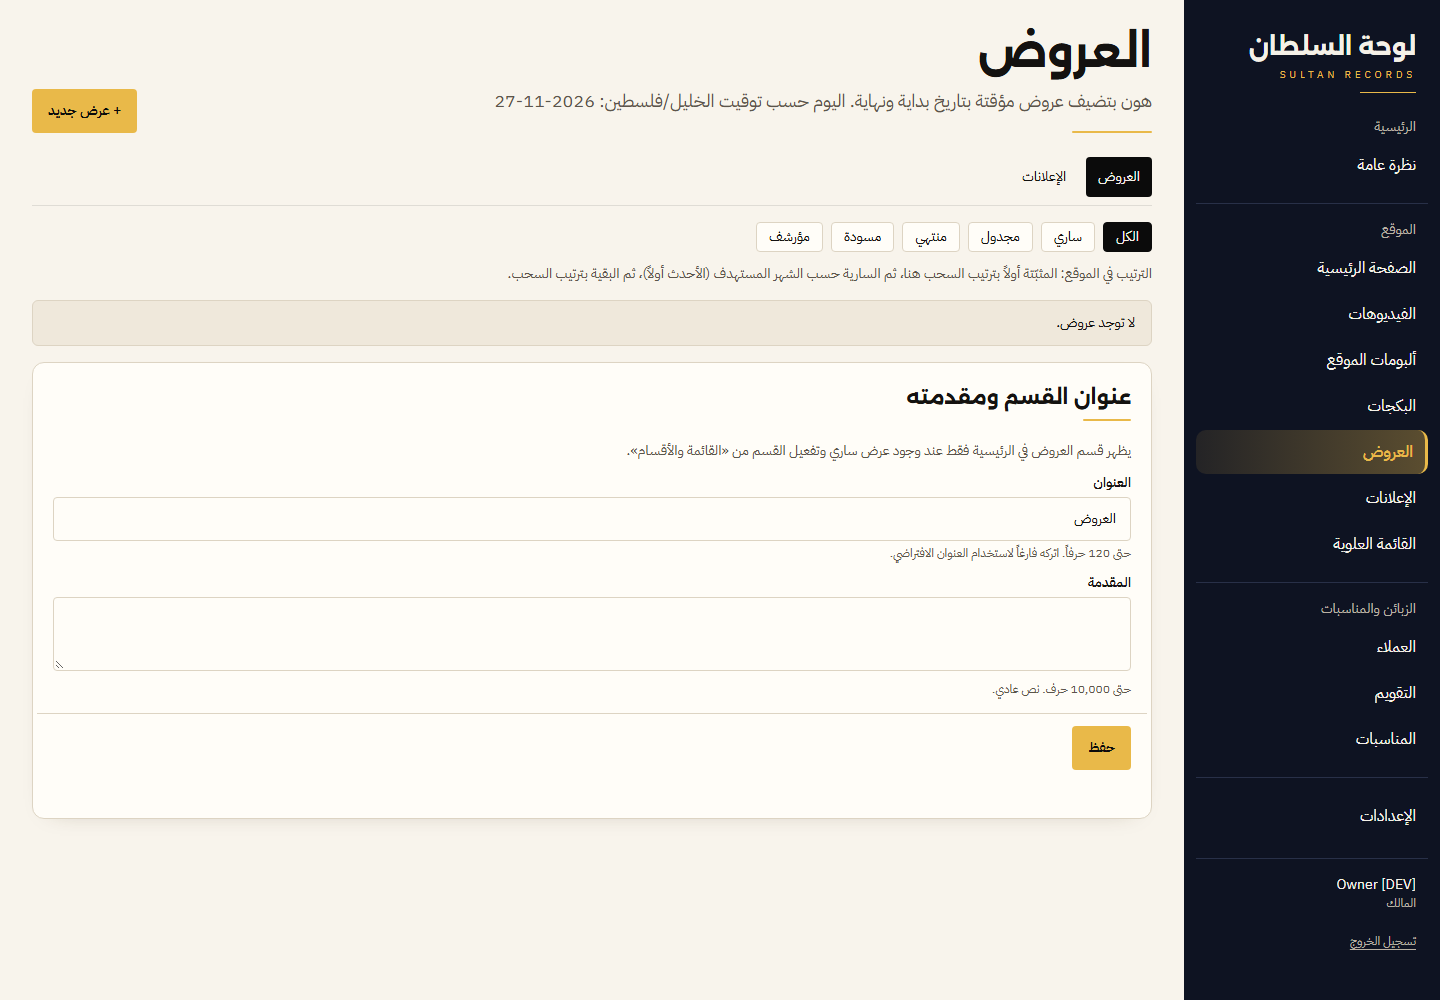 لوحة السلطان
SULTAN RECORDS
الرئيسية
نظرة عامة
الموقع
الصفحة الرئيسية
الفيديوهات
ألبومات الموقع
البكجات
العروض
الإعلانات
القائمة العلوية
الزبائن والمناسبات
العملاء
التقويم
المناسبات
الإعدادات
Owner [DEV]
المالك
تسجيل الخروج
العروض
هون بتضيف عروض مؤقتة بتاريخ بداية ونهاية. اليوم حسب توقيت الخليل/فلسطين: 2026-11-27
+ عرض جديد
العروض الإعلانات
الكل ساري مجدول منتهي مسودة مؤرشف
الترتيب في الموقع: المثبّتة أولاً بترتيب السحب هنا، ثم السارية حسب الشهر المستهدف (الأحدث أولاً)، ثم البقية بترتيب السحب.
لا توجد عروض.
عنوان القسم ومقدمته
يظهر قسم العروض في الرئيسية فقط عند وجود عرض ساري وتفعيل القسم من «القائمة والأقسام».
العنوان
العروض
حتى 120 حرفاً. اتركه فارغاً لاستخدام العنوان الافتراضي.
المقدمة
حتى 10,000 حرف. نص عادي.
حفظ